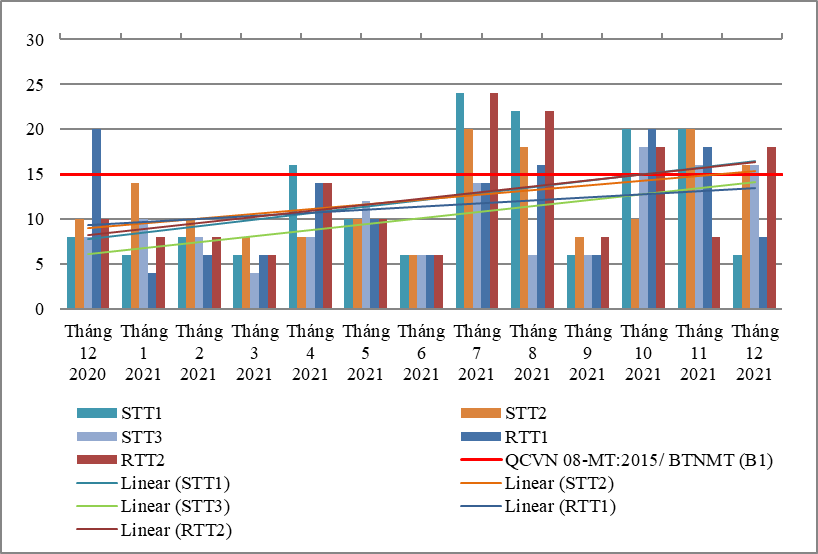 30
25
20
15
10
5
0
Tháng Tháng Tháng Tháng Tháng Tháng Tháng Tháng Tháng Tháng Tháng Tháng Tháng
12 1 2 3 4 5 6 7 8 9 10 11 12
2020 2021 2021 2021 2021 2021 2021 2021 2021 2021 2021 2021 2021
STT1 STT2
STT3 RTT1
RTT2 QCVN 08-MT:2015/ BTNMT (B1)
Linear (STT1) Linear (STT2)
Linear (STT3) Linear (RTT1)
Linear (RTT2)